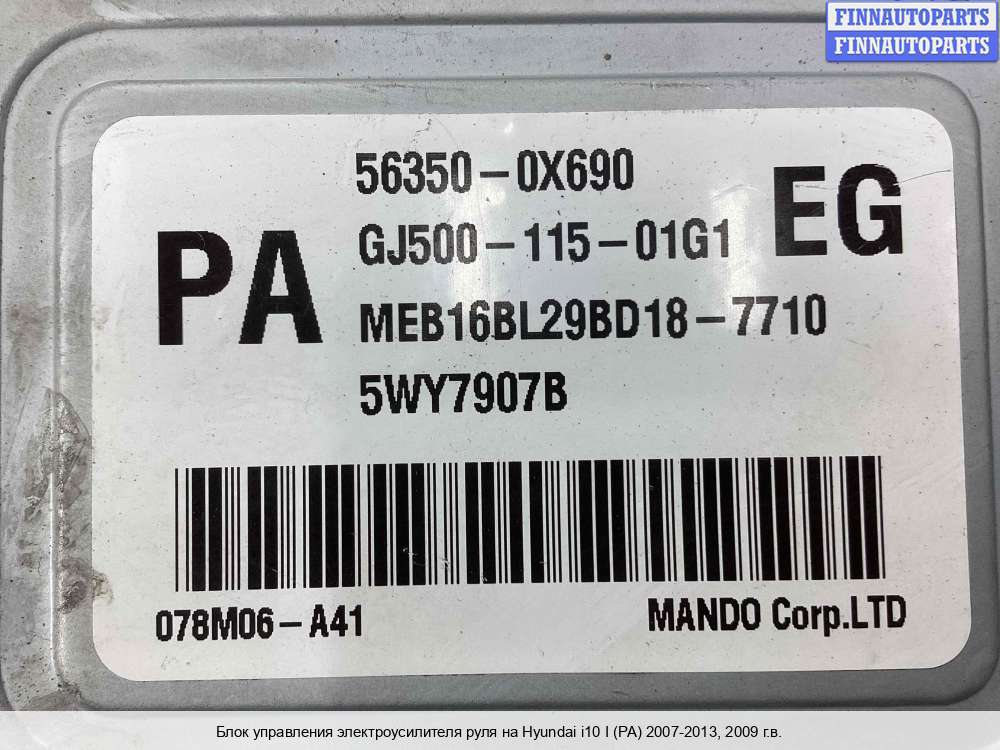 FINNAUTOPARTS
FINNAUTOPARTS
56350-0X690
PA GJ500-115-01G1 EG
MEB16BL29BD18-7710
5WY7907B
078M06-A41 MANDO Corp.LTD
Блок управления электроусилителя руля на Hyundai i10 I (PA) 2007-2013, 2009 г.в.